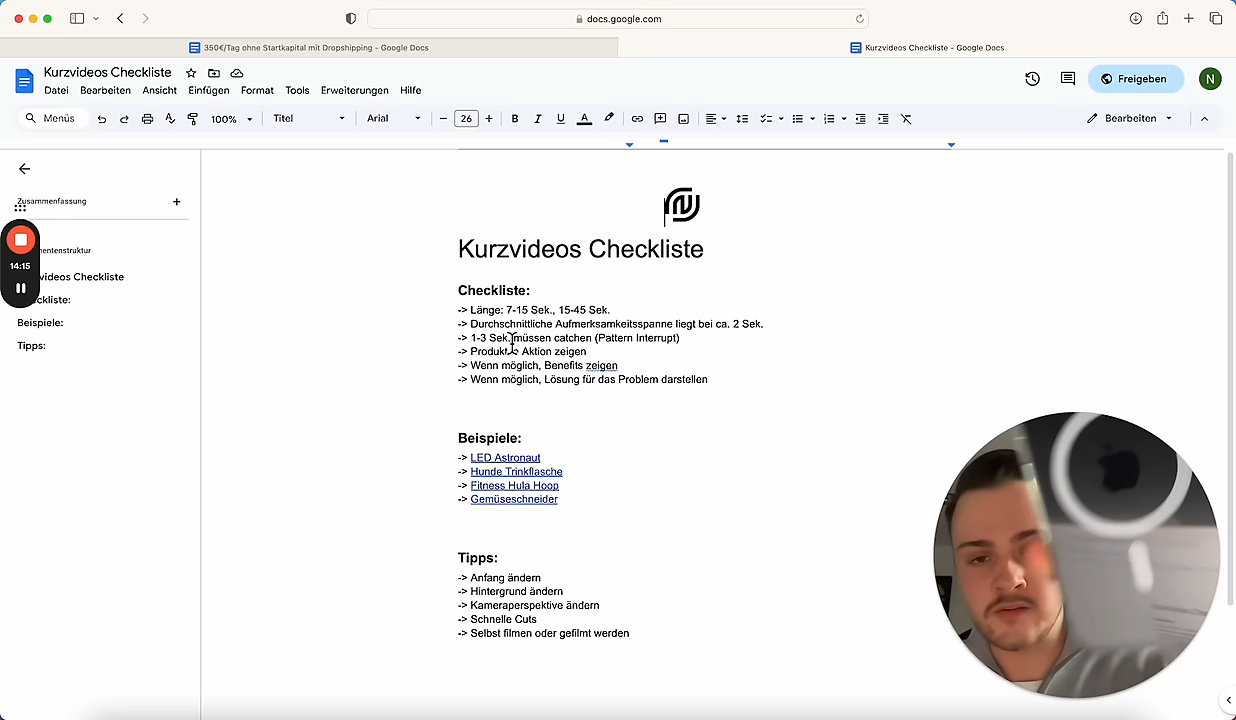 docs.google.com
350€/Tag ohne Startkapital mit Dropshipping - Google Docs
Kurzvideos Checkliste - Google Docs
Kurzvideos Checkliste
Freigeben
N
Datei Bearbeiten Ansicht Einfügen Format Tools Erweiterungen Hilfe
Menüs 100% Titel Arial 26 B I U A Bearbeiten
Zusammenfassung
14:15
Kurzvideos Checkliste
Checkliste:
-> Länge: 7-15 Sek., 15-45 Sek.
-> Durchschnittliche Aufmerksamkeitsspanne liegt bei ca. 2 Sek.
-> 1-3 Sek. müssen catchen (Pattern Interrupt)
-> Produkt Aktion zeigen
-> Wenn möglich, Benefits zeigen
-> Wenn möglich, Lösung für das Problem darstellen
Beispiele:
-> LED Astronaut
-> Hunde Trinkflasche
-> Fitness Hula Hoop
-> Gemüseschneider
Tipps:
-> Anfang ändern
-> Hintergrund ändern
-> Kameraperspektive ändern
-> Schnelle Cuts
-> Selbst filmen oder gefilmt werden
mentenstruktur
videos Checkliste
ckliste:
Beispiele:
Tipps: